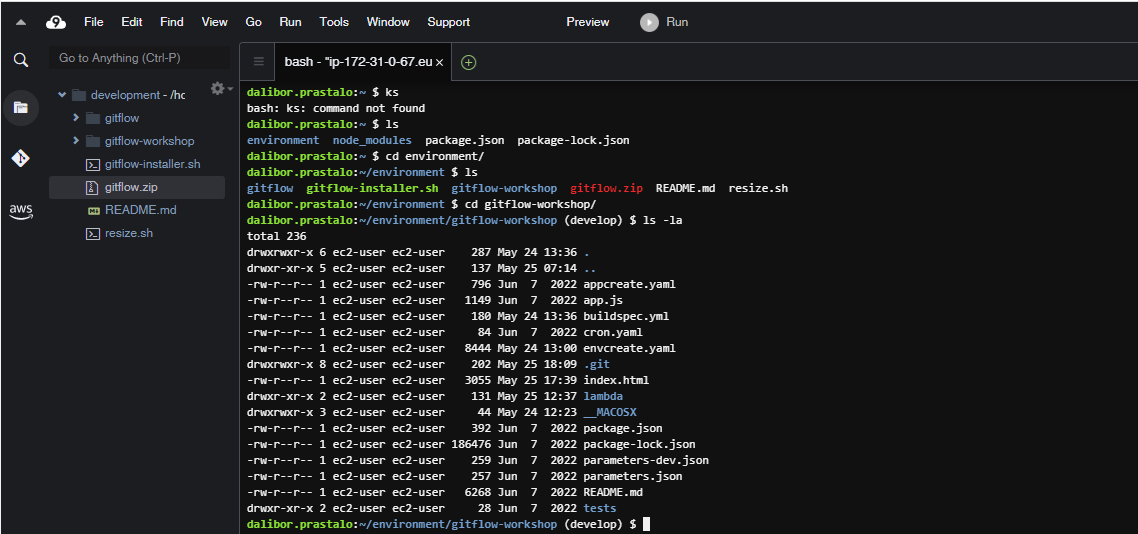 9 File Edit Find View Go Run Tools Window Support Preview Run
Go to Anything (Ctrl-P)
development - /hc
gitflow
gitflow-workshop
gitflow-installer.sh
gitflow.zip
README.md
resize.sh
aws
bash - "ip-172-31-0-67.eu
dalibor.prastalo:~ $ ks
bash: ks: command not found
dalibor.prastalo:~ $ ls
environment  node_modules  package.json  package-lock.json
dalibor.prastalo:~ $ cd environment/
dalibor.prastalo:~/environment $ ls
gitflow  gitflow-installer.sh  gitflow-workshop  gitflow.zip  README.md  resize.sh
dalibor.prastalo:~/environment $ cd gitflow-workshop/
dalibor.prastalo:~/environment/gitflow-workshop (develop) $ ls -la
total 236
drwxrwxr-x 6 ec2-user ec2-user    287 May 24 13:36 .
drwxr-xr-x 5 ec2-user ec2-user    137 May 25 07:14 ..
-rw-r--r-- 1 ec2-user ec2-user    796 Jun  7  2022 appcreate.yaml
-rw-r--r-- 1 ec2-user ec2-user   1149 Jun  7  2022 app.js
-rw-r--r-- 1 ec2-user ec2-user    180 May 24 13:36 buildspec.yml
-rw-r--r-- 1 ec2-user ec2-user     84 Jun  7  2022 cron.yaml
-rw-r--r-- 1 ec2-user ec2-user   8444 May 24 13:00 envcreate.yaml
drwxrwxr-x 8 ec2-user ec2-user    202 May 25 18:09 .git
-rw-r--r-- 1 ec2-user ec2-user   3055 May 25 17:39 index.html
drwxr-xr-x 2 ec2-user ec2-user    131 May 25 12:37 lambda
drwxrwxr-x 3 ec2-user ec2-user     44 May 24 12:23 __MACOSX
-rw-r--r-- 1 ec2-user ec2-user    392 Jun  7  2022 package.json
-rw-r--r-- 1 ec2-user ec2-user 186476 Jun  7  2022 package-lock.json
-rw-r--r-- 1 ec2-user ec2-user    259 Jun  7  2022 parameters-dev.json
-rw-r--r-- 1 ec2-user ec2-user    257 Jun  7  2022 parameters.json
-rw-r--r-- 1 ec2-user ec2-user   6268 Jun  7  2022 README.md
drwxr-xr-x 2 ec2-user ec2-user     28 Jun  7  2022 tests
dalibor.prastalo:~/environment/gitflow-workshop (develop) $